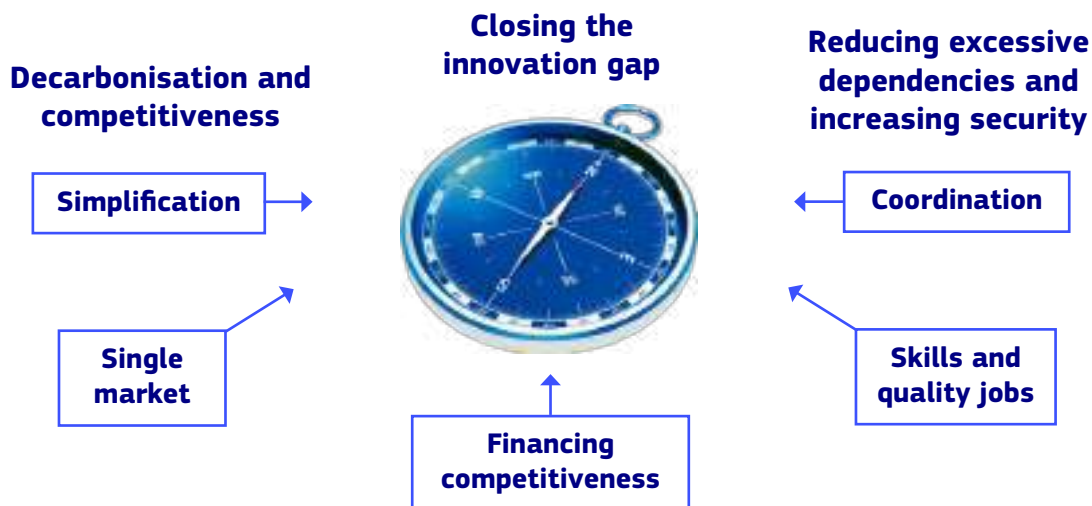 Closing the
innovation gap
Decarbonisation and
competitiveness
Reducing excessive
dependencies and
increasing security
Simplification
Coordination
Single
market
Skills and
quality jobs
Financing
competitiveness